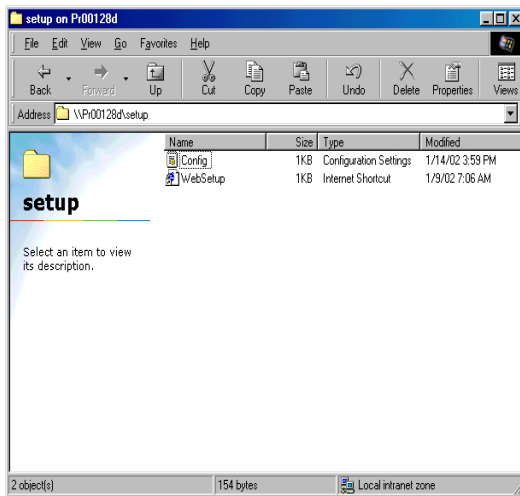 setup on Pr00128d
File Edit View Go Favorites Help
Back Forward Up Cut Copy Paste Undo Delete Properties Views
Address \\Pr00128d\setup
Name Size Type Modified
Config 1KB Configuration Settings 1/14/02 3:59 PM
WebSetup 1KB Internet Shortcut 1/9/02 7:06 AM
setup
Select an item to view
its description.
2 object(s) 154 bytes Local intranet zone